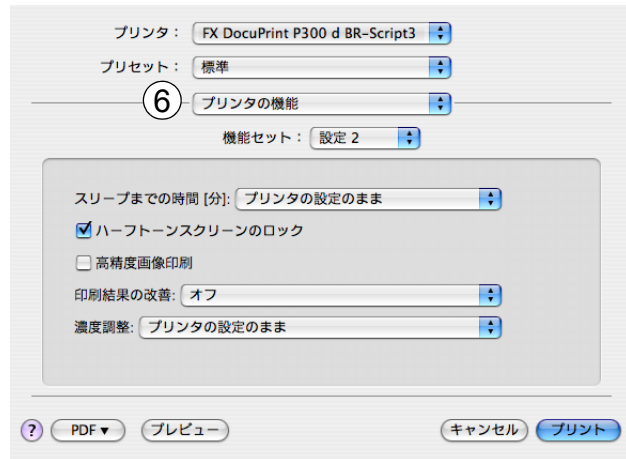 プリンタ： FX DocuPrint P300 d BR-Script3
プリセット： 標準
⑥ プリンタの機能
機能セット： 設定 2
スリープまでの時間 [分]: プリンタの設定のまま
ハーフトーンスクリーンのロック
高精度画像印刷
印刷結果の改善: オフ
濃度調整: プリンタの設定のまま
? PDF▼ プレビュー キャンセル プリント